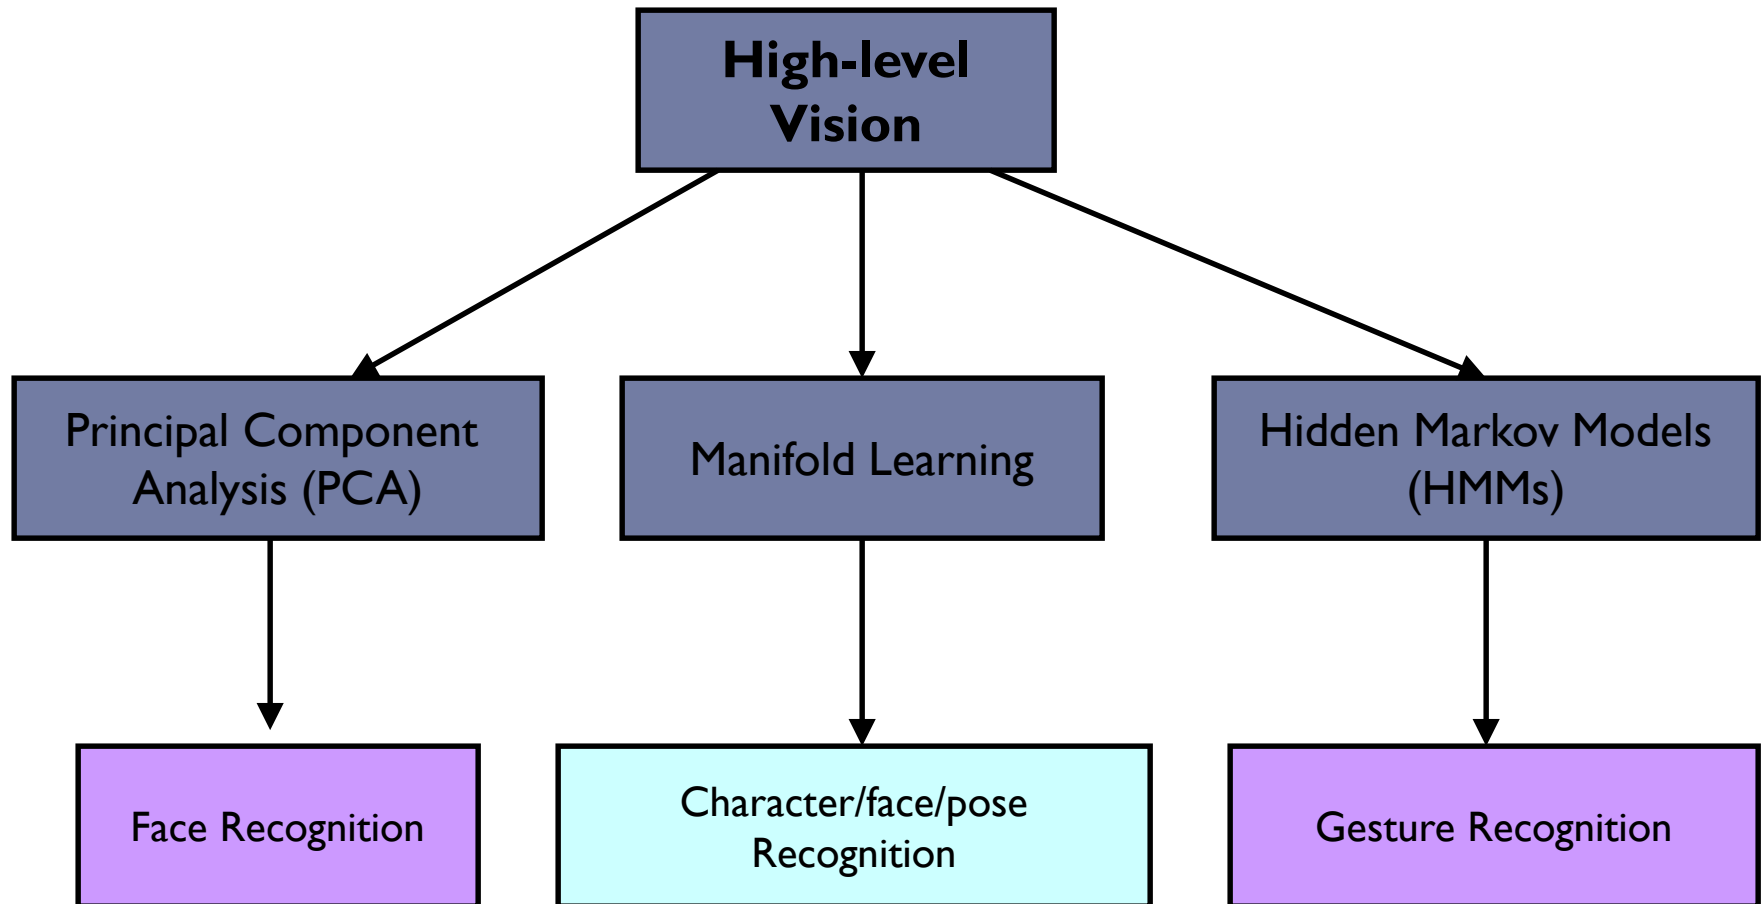 High-level
Vision
Principal Component
Analysis (PCA)
Manifold Learning
Hidden Markov Models
(HMMs)
Face Recognition
Character/face/pose
Recognition
Gesture Recognition